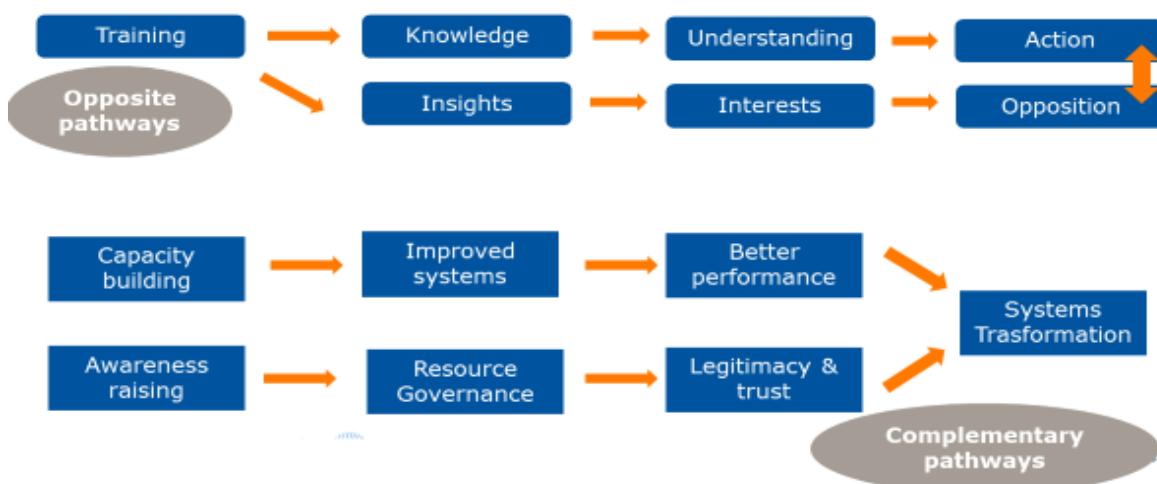 Training
Knowledge
Understanding
Action
Opposite
pathways
Insights
Interests
Opposition
Capacity
building
Improved
systems
Better
performance
Systems
Trasformation
Awareness
raising
Resource
Governance
Legitimacy &
trust
Complementary
pathways